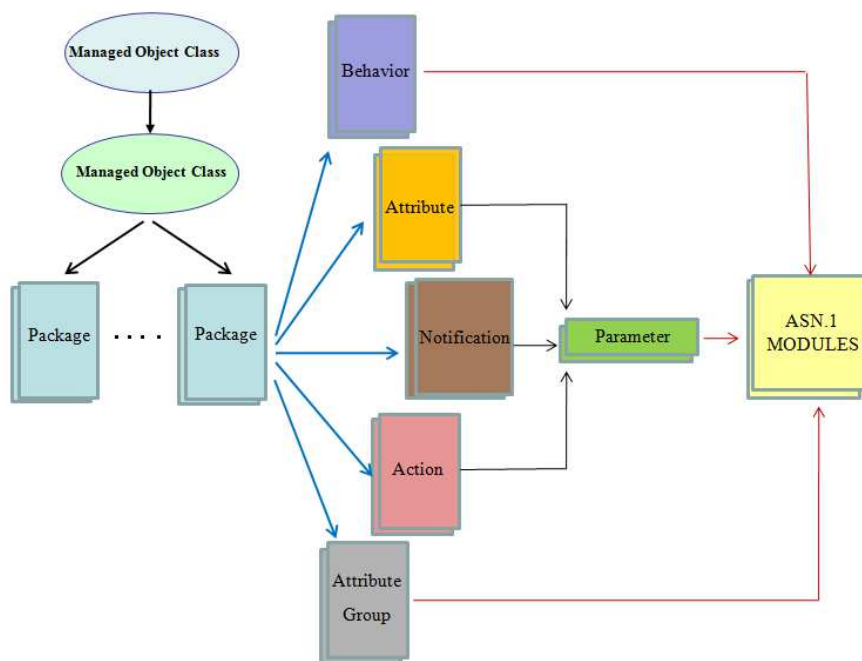 Managed Object Class
Managed Object Class
Package
. . . .
Package
Behavior
Attribute
Notification
Action
Attribute
Group
Parameter
ASN.1
MODULES